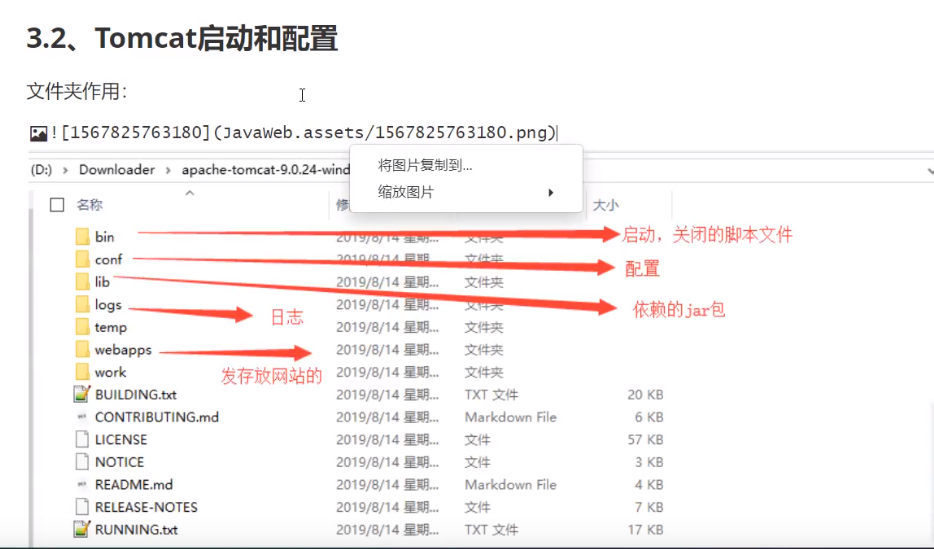 3.2、Tomcat启动和配置
文件夹作用：
![1567825763180](JavaWeb.assets/1567825763180.png)
将图片复制到...
缩放图片
(D:) › Downloader › apache-tomcat-9.0.24-wind
名称 修 大小
bin 2019/8/14 星期... 文件夹 启动，关闭的脚本文件
conf 2019/8/14 星期... 文件夹 配置
lib 2019/8/14 星期... 文件夹 依赖的jar包
logs 2019/8/14 星期... 文件夹 日志
temp 2019/8/14 星期... 文件夹
webapps 2019/8/14 星期... 文件夹 发存放网站的
work 2019/8/14 星期... 文件夹
BUILDING.txt 2019/8/14 星期... TXT 文件 20 KB
CONTRIBUTING.md 2019/8/14 星期... Markdown File 6 KB
LICENSE 2019/8/14 星期... 文件 57 KB
NOTICE 2019/8/14 星期... 文件 3 KB
README.md 2019/8/14 星期... Markdown File 4 KB
RELEASE-NOTES 2019/8/14 星期... 文件 7 KB
RUNNING.txt 2019/8/14 星期... TXT 文件 17 KB